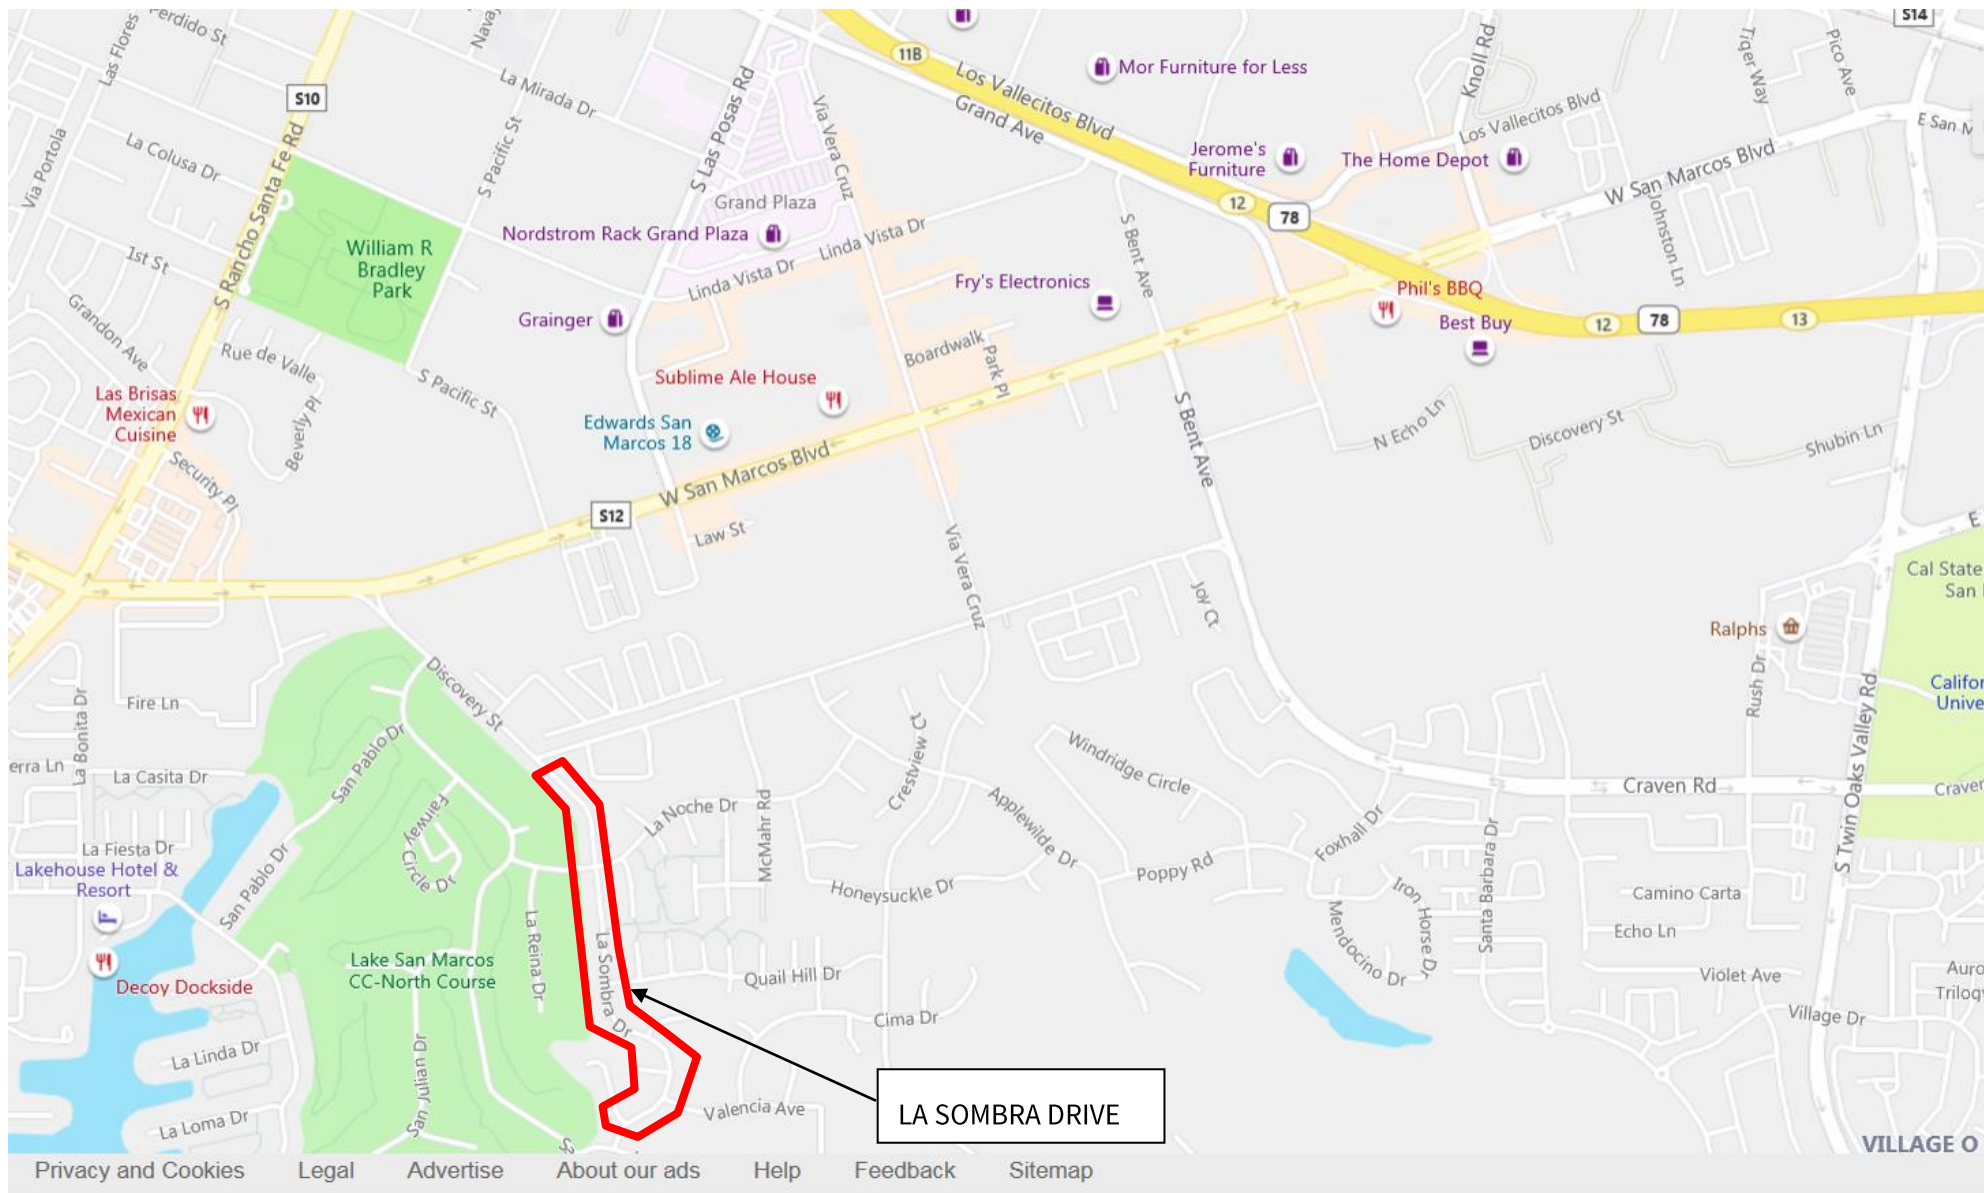 Las Flores
Perdido St
Nava
11B
Los Vallecitos Blvd
Grand Ave
Mor Furniture for Less
Knoll Rd
Tiger Way
Pico Ave
S14
S10
La Mirada Dr
S Las Posas Rd
Via Vera Cruz
Los Vallecitos Blvd
E San M
Via Portola
La Colusa Dr
S Rancho Santa Fe Rd
S Pacific St
Jerome's
Furniture
The Home Depot
W San Marcos Blvd
Johnston Ln
Grand Plaza
12
78
1st St
William R
Bradley
Park
Nordstrom Rack Grand Plaza
Linda Vista Dr
Linda Vista Dr
S Bent Ave
Fry's Electronics
Phil's BBQ
Best Buy
12
78
13
Grandon Ave
Grainger
Rue de Valle
Boardwalk
Park Pl
Las Brisas
Mexican
Cuisine
Beverly Pl
S Pacific St
Sublime Ale House
Edwards San
Marcos 18
S Bent Ave
N Echo Ln
Discovery St
Shubin Ln
Security Pl
W San Marcos Blvd
S12
Law St
Via Vera Cruz
E
Cal State
San
Joy Ct
Ralphs
Rush Dr
S Twin Oaks Valley Rd
Califor
Unive
Discovery St
Fire Ln
La Bonita Dr
San Pablo Dr
Crestview Ct
Windridge Circle
erra Ln
La Casita Dr
Craven Rd
Craven
Fairway
Circle Dr
La Noche Dr
McMahr Rd
Applewilde Dr
Foxhall Dr
Poppy Rd
Santa Barbara Dr
La Fiesta Dr
Lakehouse Hotel &
Resort
San Pablo Dr
Honeysuckle Dr
Iron Horse Dr
Camino Carta
Mendocino Dr
Echo Ln
La Reina Dr
La Sombra Dr
Decoy Dockside
Lake San Marcos
CC-North Course
Quail Hill Dr
Violet Ave
Auro
Trilogy
Cima Dr
Village Dr
La Linda Dr
San Julian Dr
La Loma Dr
Valencia Ave
LA SOMBRA DRIVE
VILLAGE O
Privacy and Cookies Legal Advertise About our ads Help Feedback Sitemap